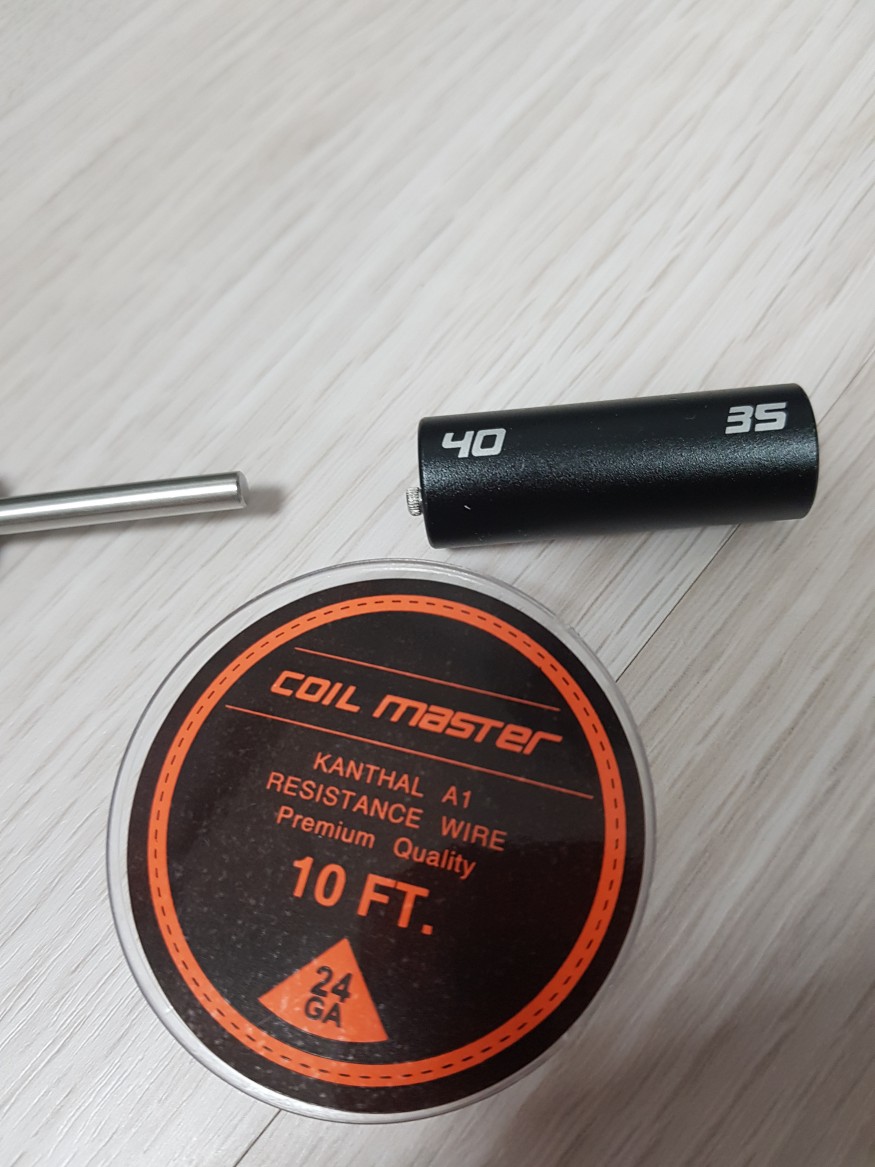 40
35
COIL master
KANTHAL A1
RESISTANCE WIRE
Premium Quality
10 FT.
24
GA